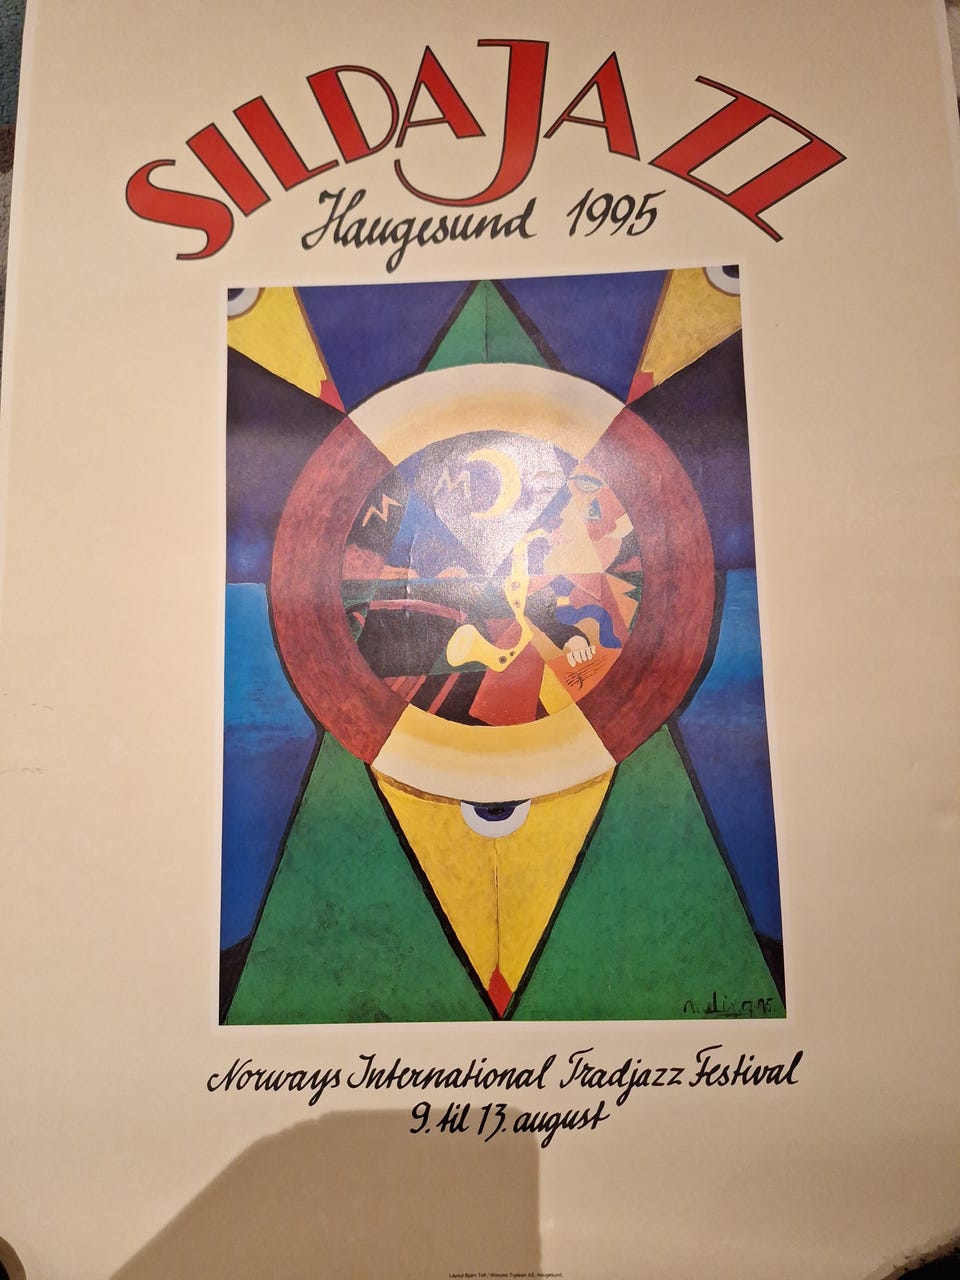 SILDAJAZZ
Haugesund 1995
Norways International Tradjazz Festival
9. til 13. august